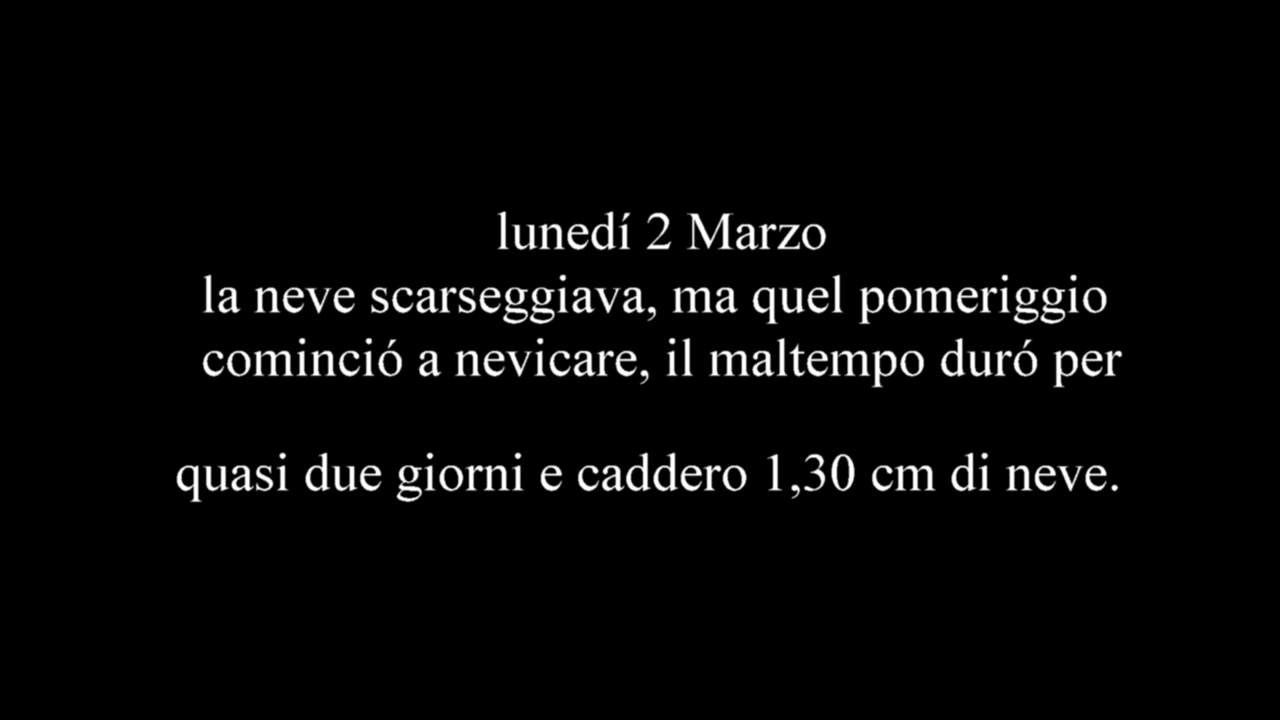 lunedí 2 Marzo
la neve scarseggiava, ma quel pomeriggio
cominció a nevicare, il maltempo duró per
quasi due giorni e caddero 1,30 cm di neve.